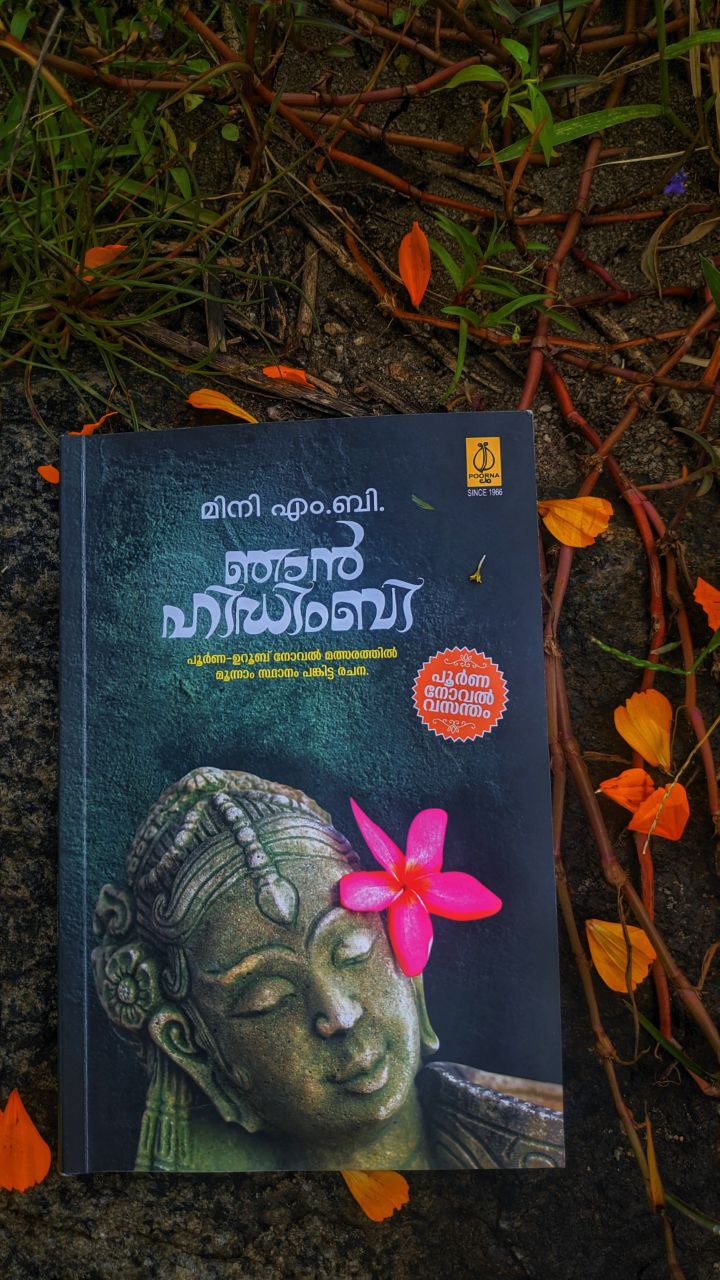 POORNA
SINCE 1966
മിനി എം.ബി.
ഞാൻ
ഹിഡിംബി
പൂർണ-ഉറൂബ് നോവൽ മത്സരത്തിൽ
മൂന്നാം സ്ഥാനം പങ്കിട്ട രചന.
പൂർണ
നോവൽ
വസന്തം